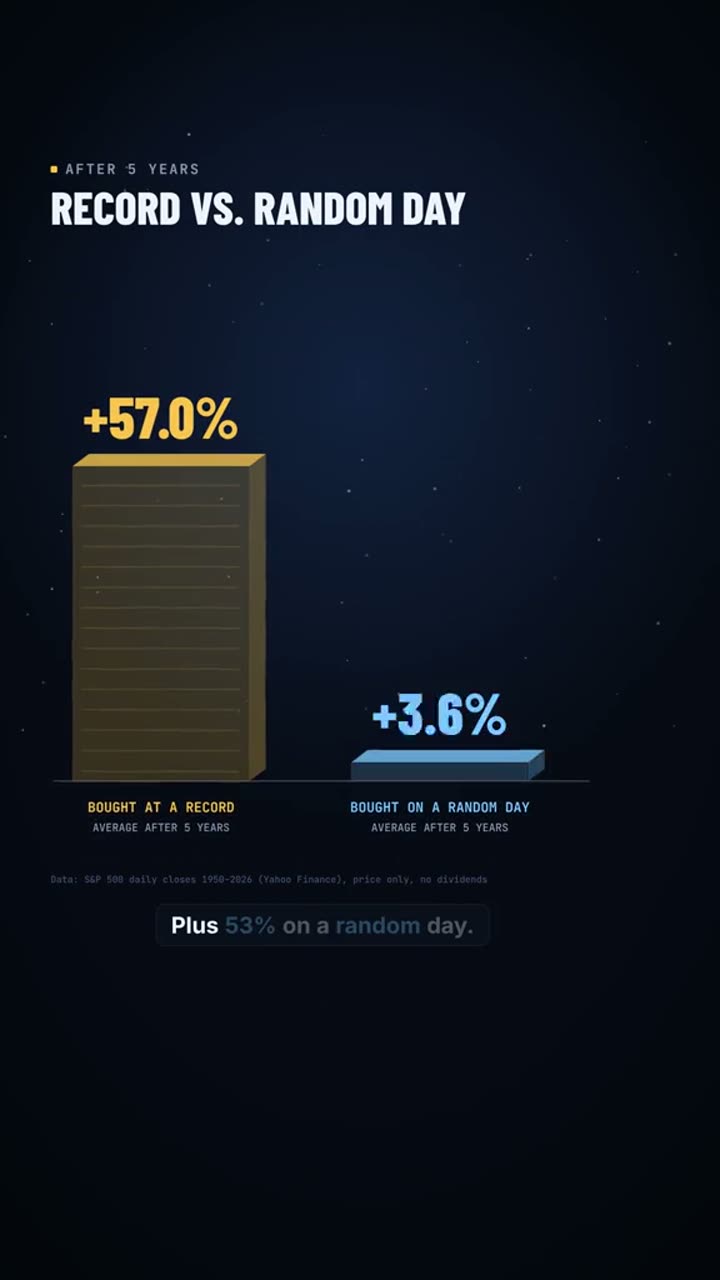 AFTER 5 YEARS
RECORD VS. RANDOM DAY
+57.0%
+3.6%
BOUGHT AT A RECORD
AVERAGE AFTER 5 YEARS
BOUGHT ON A RANDOM DAY
AVERAGE AFTER 5 YEARS
Data: S&P 500 daily closes 1950–2026 (Yahoo Finance), price only, no dividends
Plus 53% on a random day.